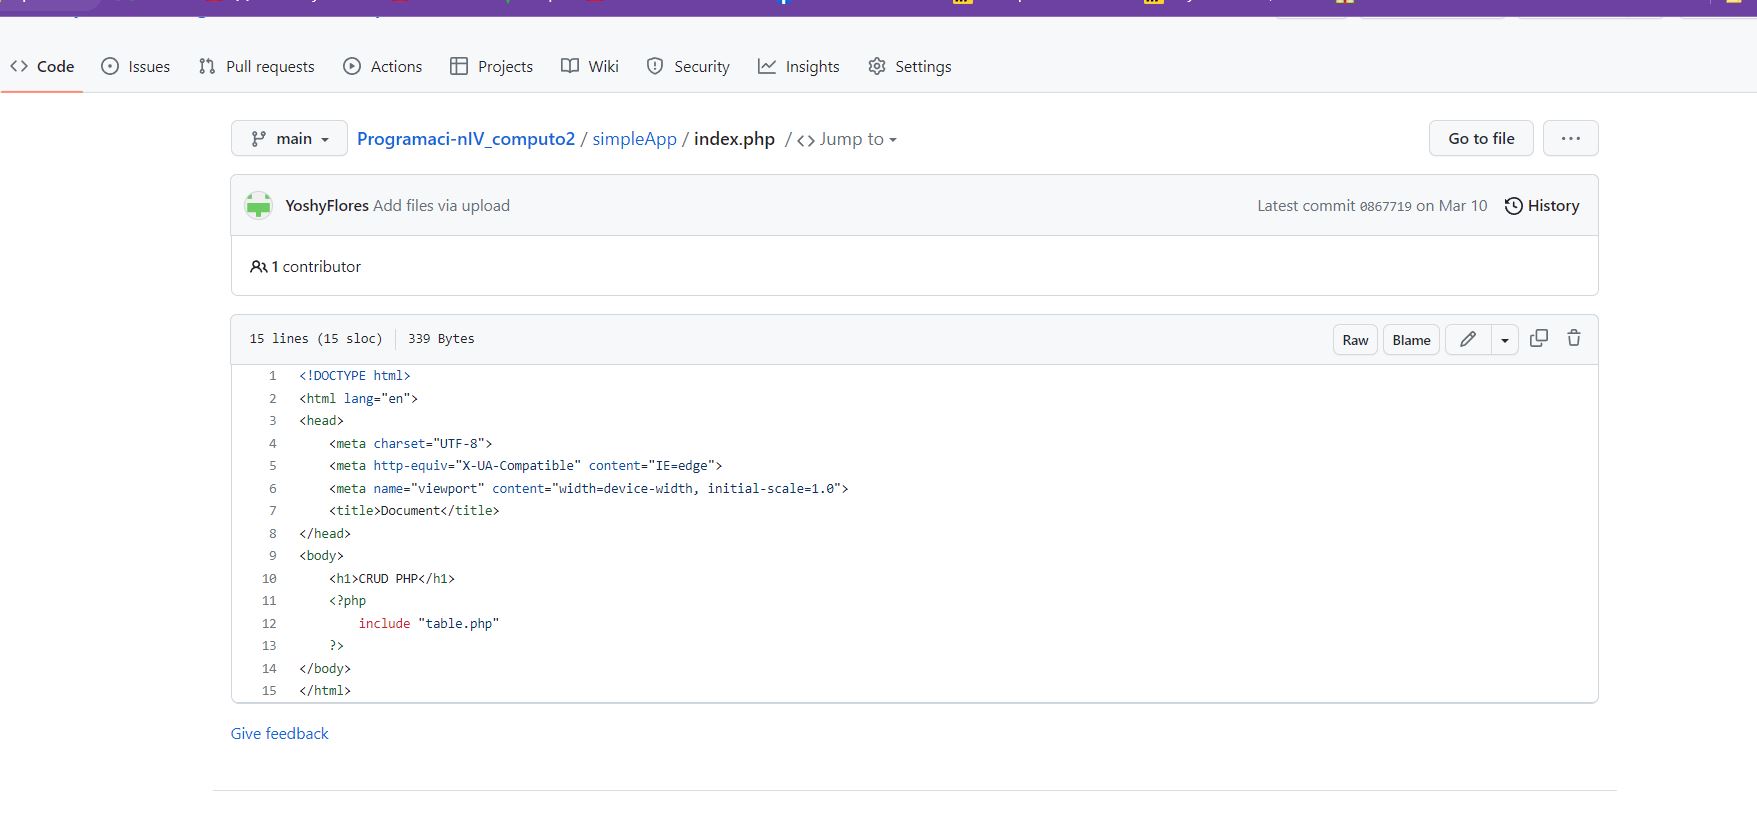 Code Issues Pull requests Actions Projects Wiki Security Insights Settings
main Programaci-nIV_computo2 / simpleApp / index.php / Jump to Go to file ...
YoshyFlores Add files via upload Latest commit 0867719 on Mar 10 History
1 contributor
15 lines (15 sloc) 339 Bytes Raw Blame
1 <!DOCTYPE html>
2 <html lang="en">
3 <head>
4 <meta charset="UTF-8">
5 <meta http-equiv="X-UA-Compatible" content="IE=edge">
6 <meta name="viewport" content="width=device-width, initial-scale=1.0">
7 <title>Document</title>
8 </head>
9 <body>
10 <h1>CRUD PHP</h1>
11 <?php
12 include "table.php"
13 ?>
14 </body>
15 </html>
Give feedback